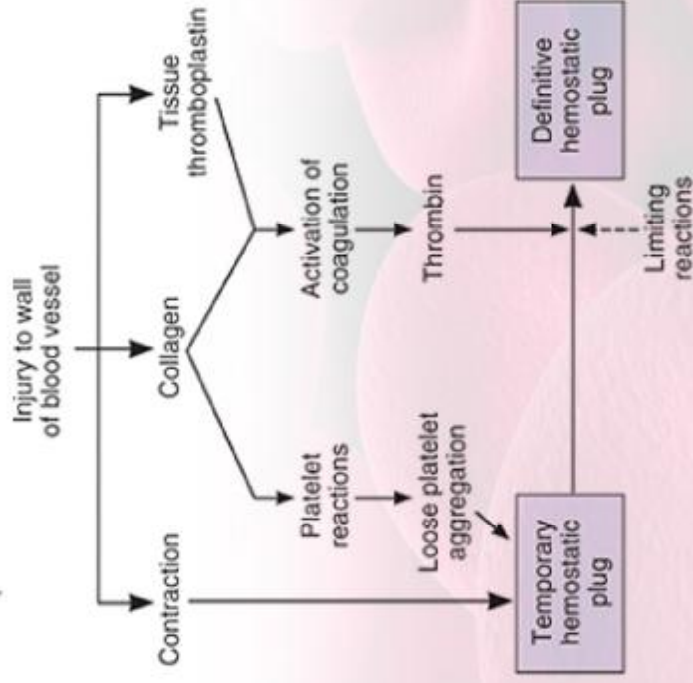 Injury to wall
of blood vessel
Contraction
Collagen
Tissue
thromboplastin
Platelet
reactions
Activation of
coagulation
Loose platelet
aggregation
Thrombin
Temporary
hemostatic
plug
Definitive
hemostatic
plug
Limiting
reactions